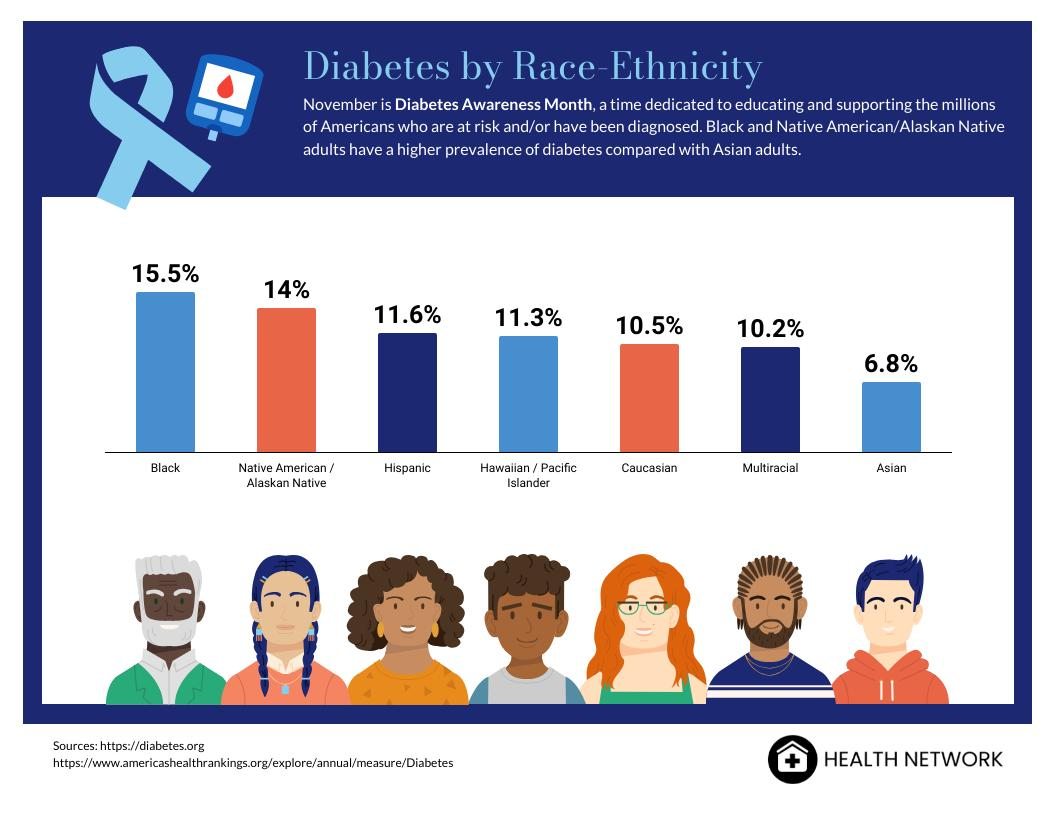 Diabetes by Race-Ethnicity
November is Diabetes Awareness Month, a time dedicated to educating and supporting the millions
of Americans who are at risk and/or have been diagnosed. Black and Native American/Alaskan Native
adults have a higher prevalence of diabetes compared with Asian adults.
15.5%
14%
11.6%
11.3%
10.5%
10.2%
6.8%
Black
Native American /
Alaskan Native
Hispanic
Hawaiian / Pacific
Islander
Caucasian
Multiracial
Asian
Sources: https://diabetes.org
https://www.americashealthrankings.org/explore/annual/measure/Diabetes
HEALTH NETWORK